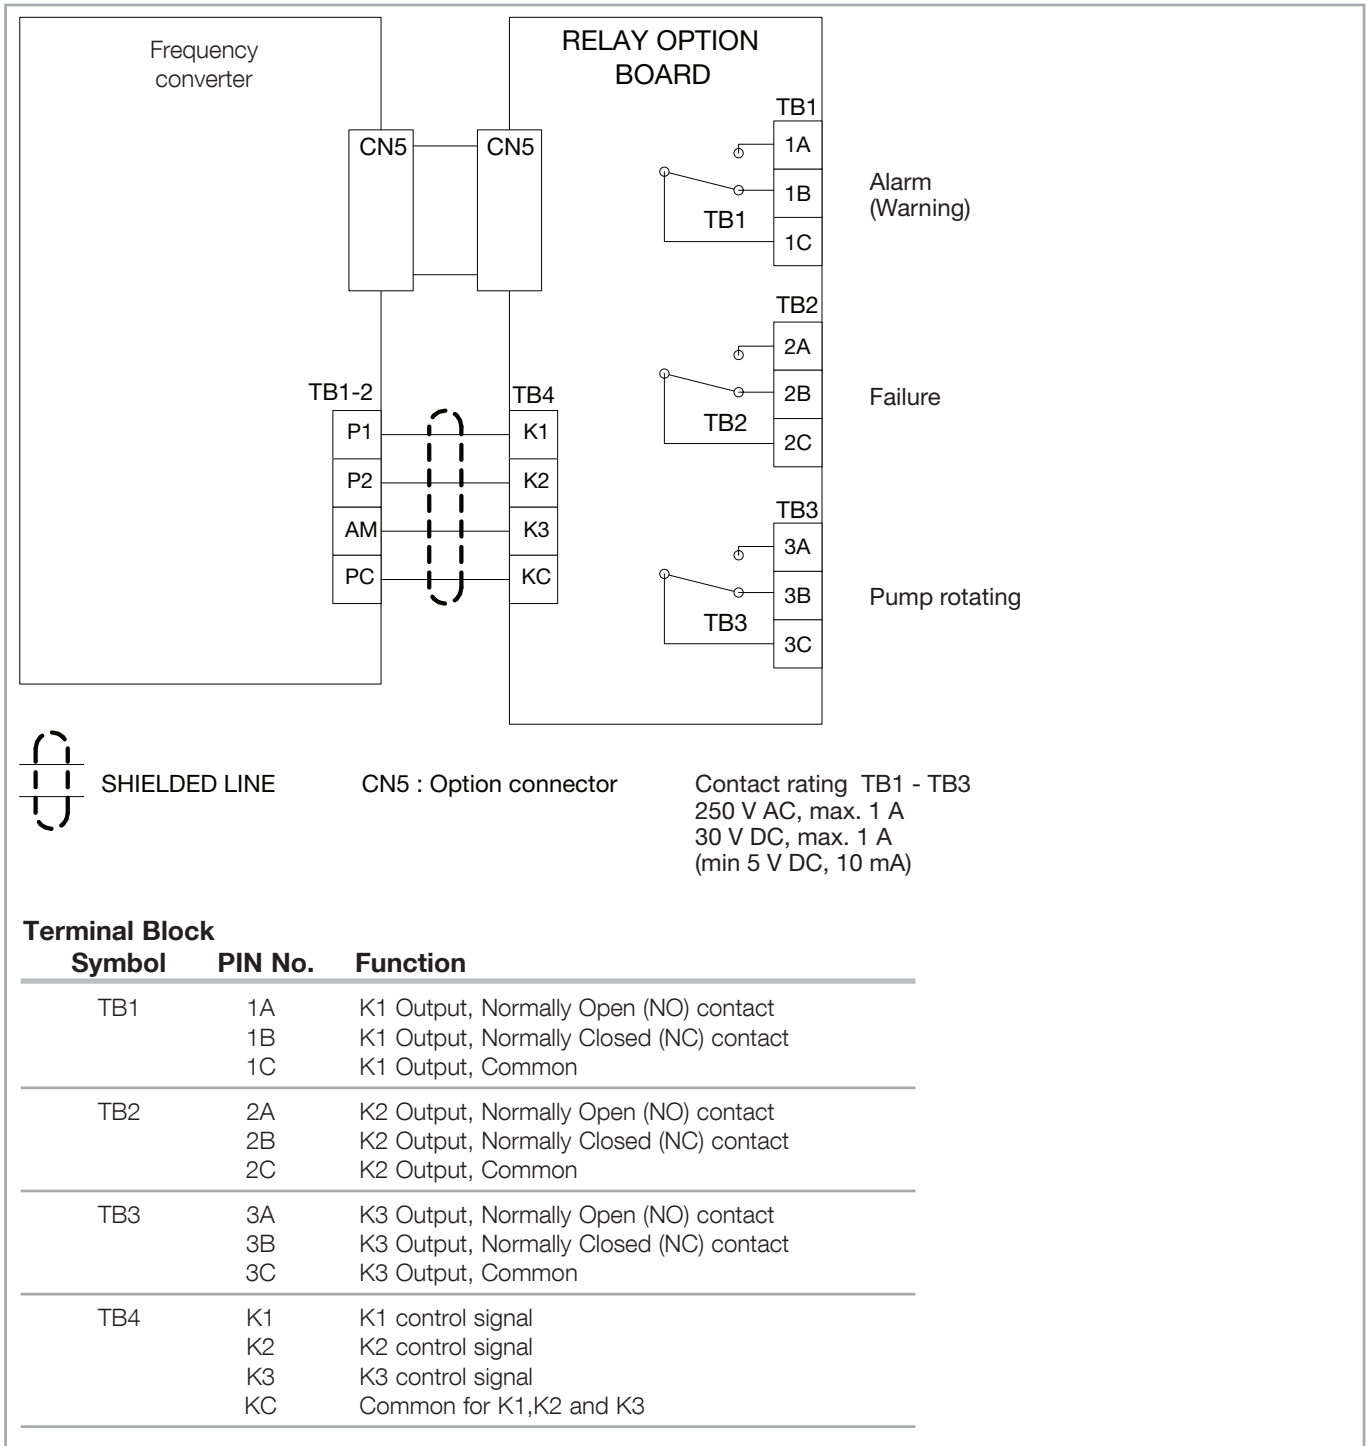 Frequency
converter
RELAY OPTION
BOARD
TB1
CN5
CN5
1A
1B
1C
TB1
Alarm
(Warning)
TB2
2A
2B
2C
TB2
Failure
TB1-2
TB4
P1
K1
P2
K2
AM
K3
PC
KC
TB3
3A
3B
3C
TB3
Pump rotating
SHIELDED LINE
CN5 : Option connector
Contact rating TB1 - TB3
250 V AC, max. 1 A
30 V DC, max. 1 A
(min 5 V DC, 10 mA)
Terminal Block
Symbol PIN No. Function
TB1 1A K1 Output, Normally Open (NO) contact
1B K1 Output, Normally Closed (NC) contact
1C K1 Output, Common
TB2 2A K2 Output, Normally Open (NO) contact
2B K2 Output, Normally Closed (NC) contact
2C K2 Output, Common
TB3 3A K3 Output, Normally Open (NO) contact
3B K3 Output, Normally Closed (NC) contact
3C K3 Output, Common
TB4 K1 K1 control signal
K2 K2 control signal
K3 K3 control signal
KC Common for K1,K2 and K3